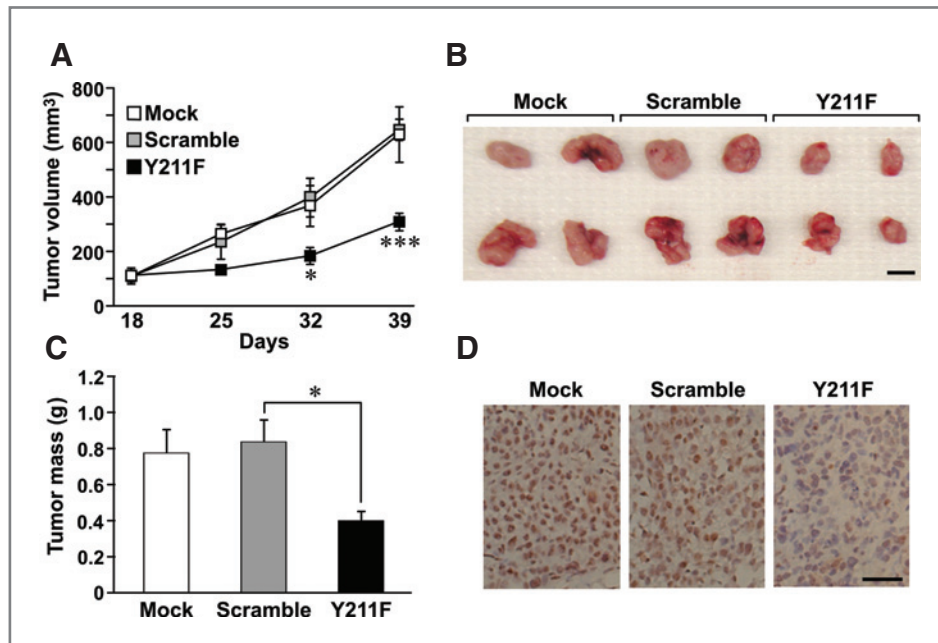 A
Tumor volume (mm³)
800
600
400
200
0
Mock
Scramble
Y211F
*
***
18 25 32 39
Days
B
Mock Scramble Y211F
C
Tumor mass (g)
1.2
1.0
0.8
0.6
0.4
0.2
0
*
Mock Scramble Y211F
D
Mock Scramble Y211F